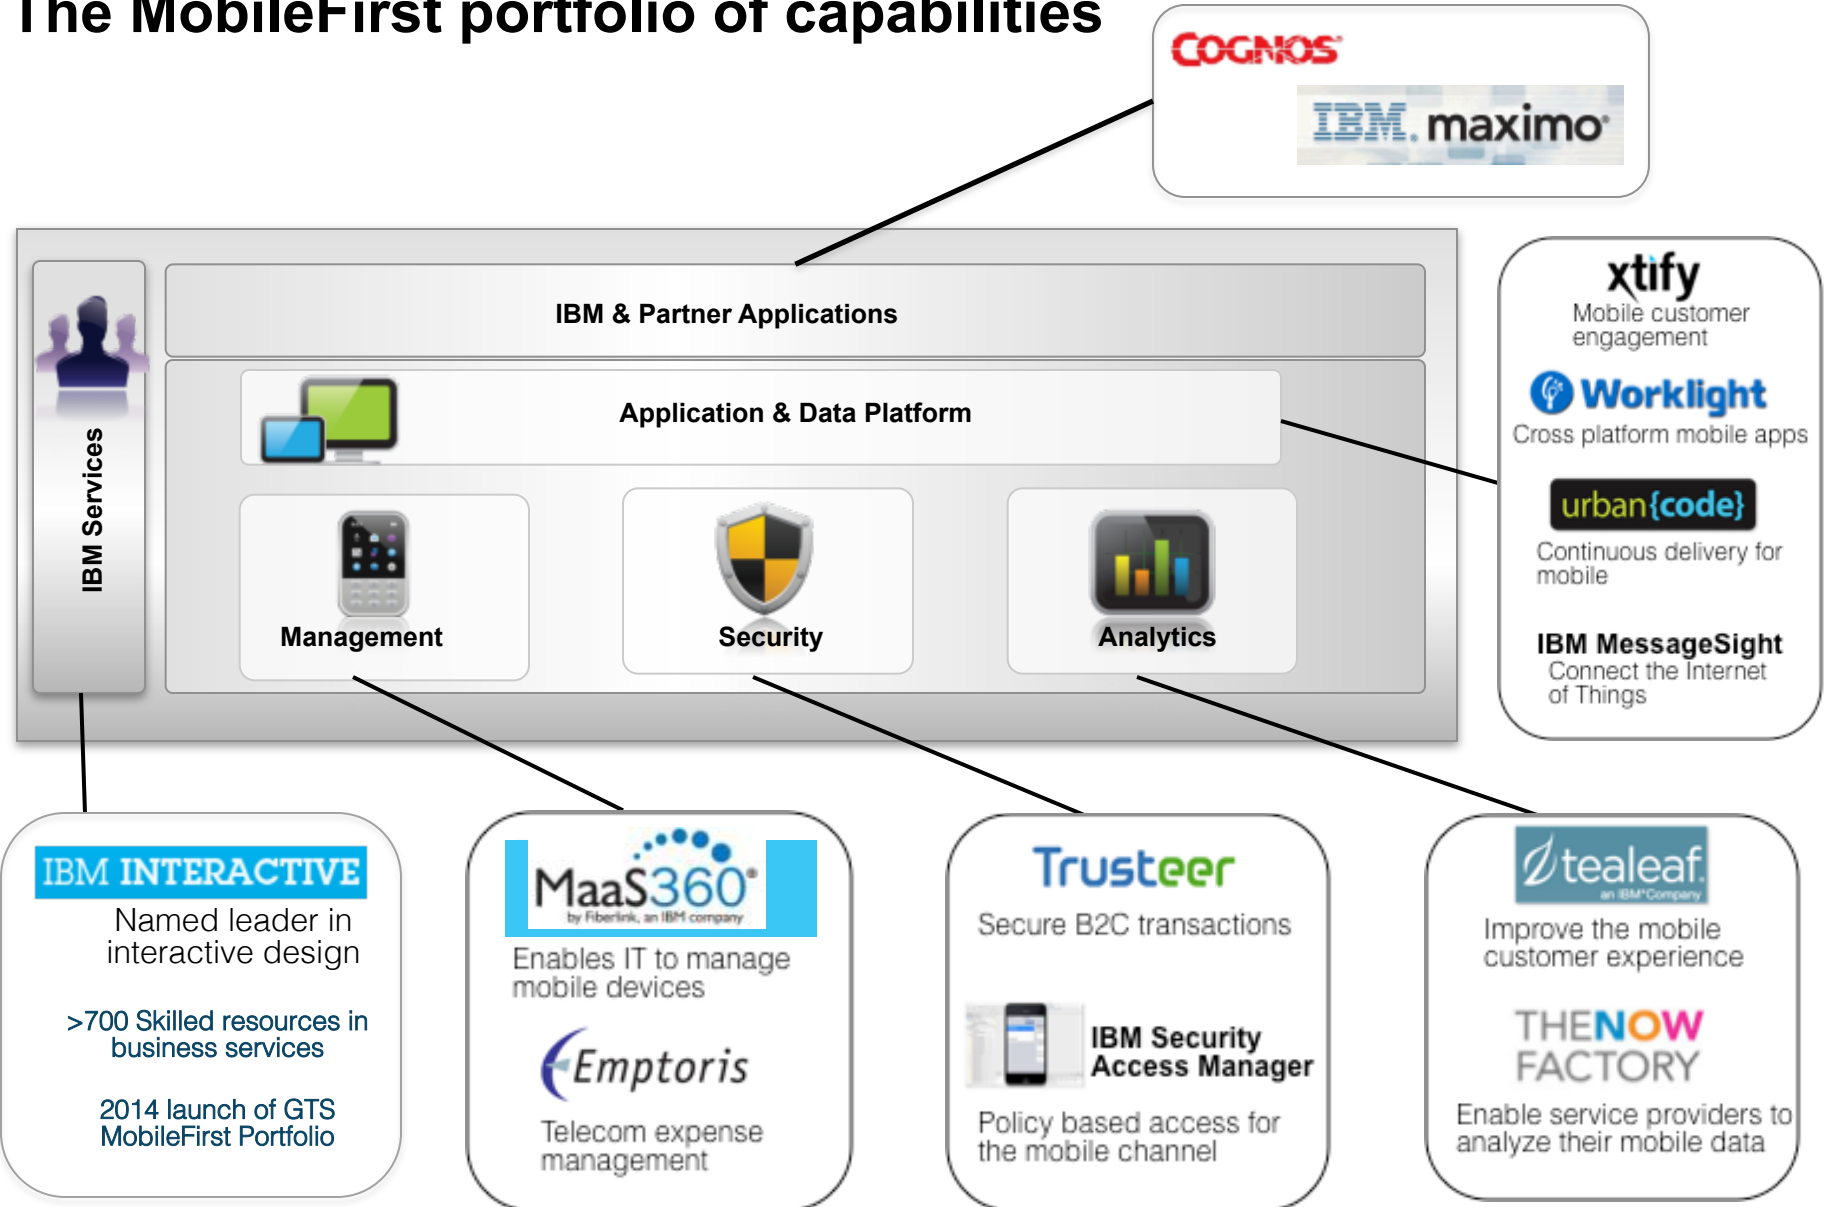 The MobileFirst portfolio of capabilities
COGNOS
IBM. maximo
IBM & Partner Applications
Application & Data Platform
IBM Services
Management
Security
Analytics
xtify
Mobile customer
engagement
Worklight
Cross platform mobile apps
urban{code}
Continuous delivery for
mobile
IBM MessageSight
Connect the Internet
of Things
IBM INTERACTIVE
Named leader in
interactive design
>700 Skilled resources in
business services
2014 launch of GTS
MobileFirst Portfolio
MaaS360
by Fiberlink, an IBM company
Enables IT to manage
mobile devices
Emptoris
Telecom expense
management
Trusteer
Secure B2C transactions
IBM Security
Access Manager
Policy based access for
the mobile channel
tealeaf
an IBM Company
Improve the mobile
customer experience
THENOW
FACTORY
Enable service providers to
analyze their mobile data